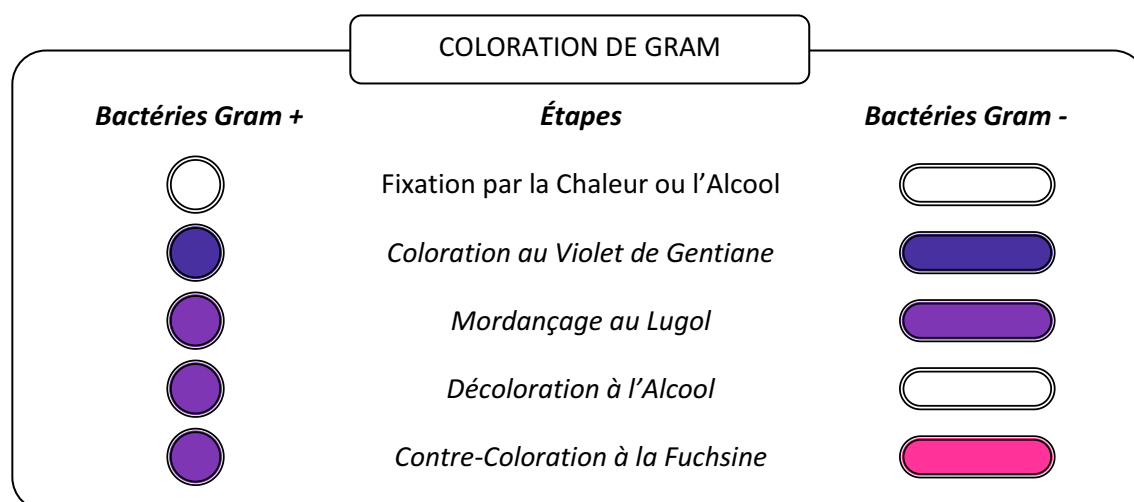 COLORATION DE GRAM
Bactéries Gram + Étapes Bactéries Gram -
Fixation par la Chaleur ou l’Alcool
Coloration au Violet de Gentiane
Mordançage au Lugol
Décoloration à l’Alcool
Contre-Coloration à la Fuchsine